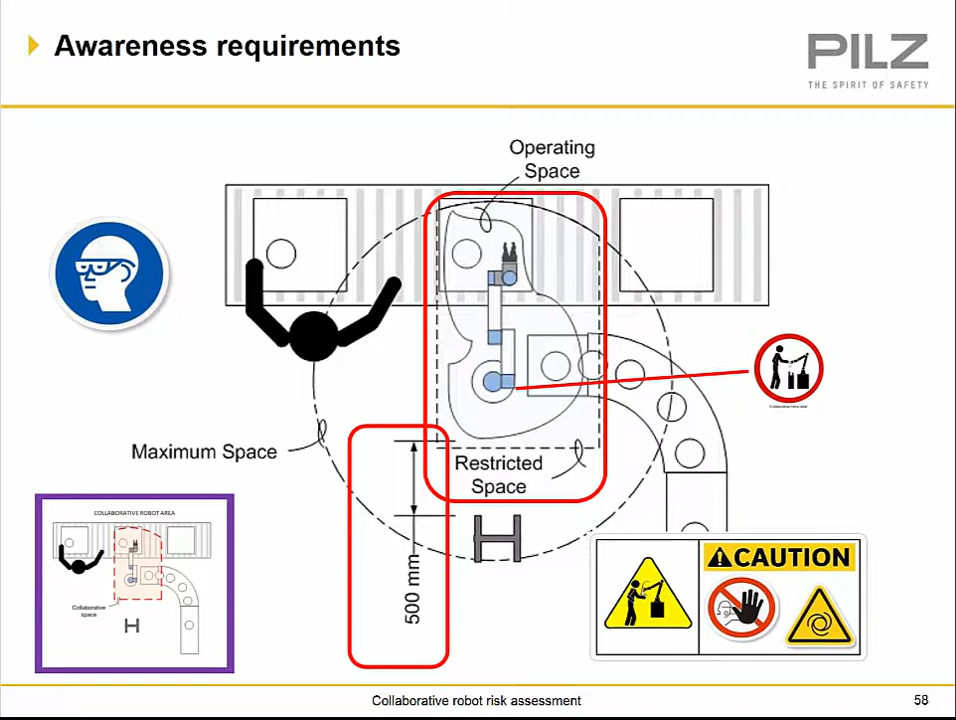 Awareness requirements
PILZ
THE SPIRIT OF SAFETY
Operating
Space
Maximum Space
Restricted
Space
500 mm
COLLABORATIVE ROBOT AREA
Collaborative
space
CAUTION
Collaborative robot risk assessment
58